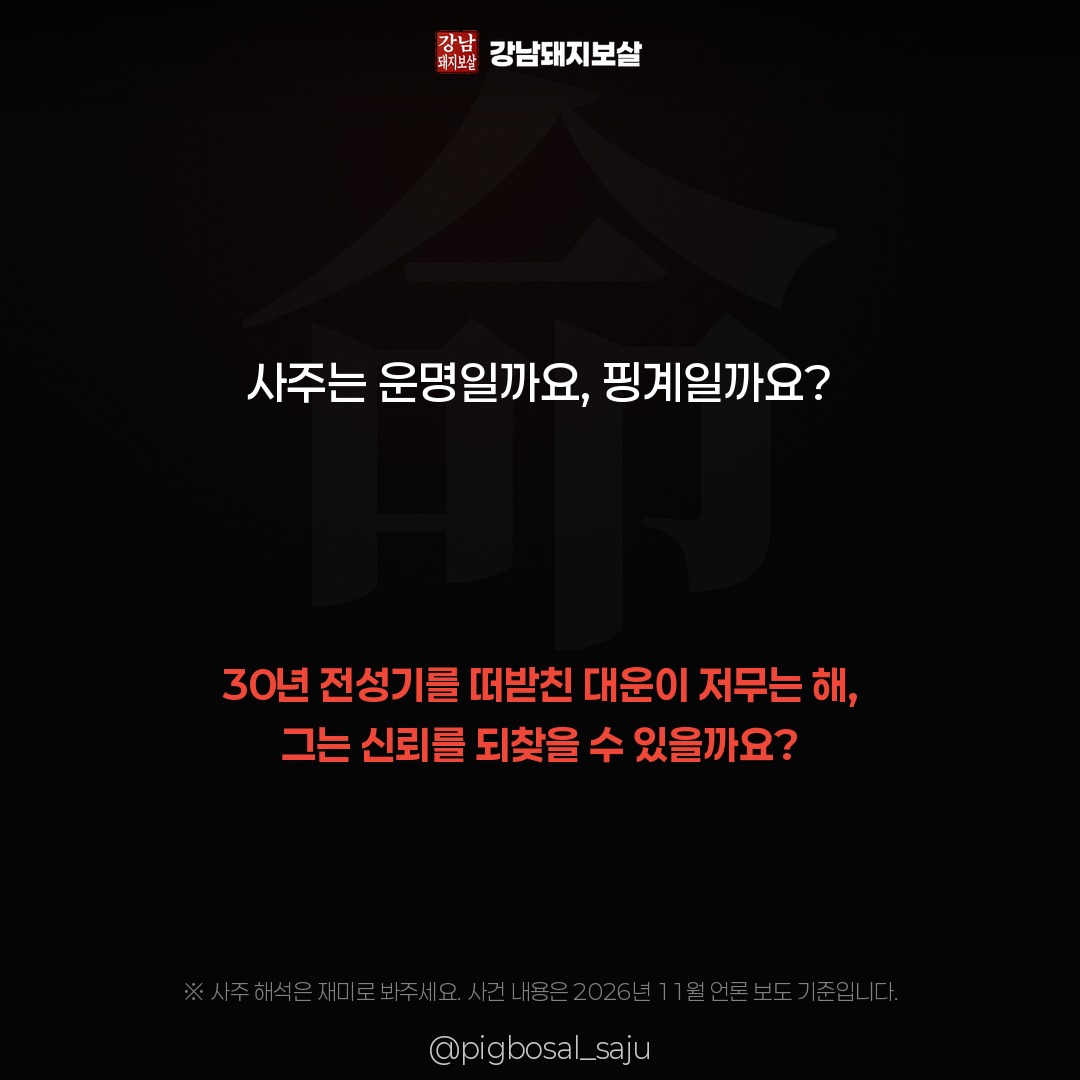 강남
돼지보살
강남돼지보살
命
사주는 운명일까요, 핑계일까요?
30년 전성기를 떠받친 대운이 저무는 해,
그는 신뢰를 되찾을 수 있을까요?
※ 사주 해석은 재미로 봐주세요. 사건 내용은 2026년 11월 언론 보도 기준입니다.
@pigbosal_saju